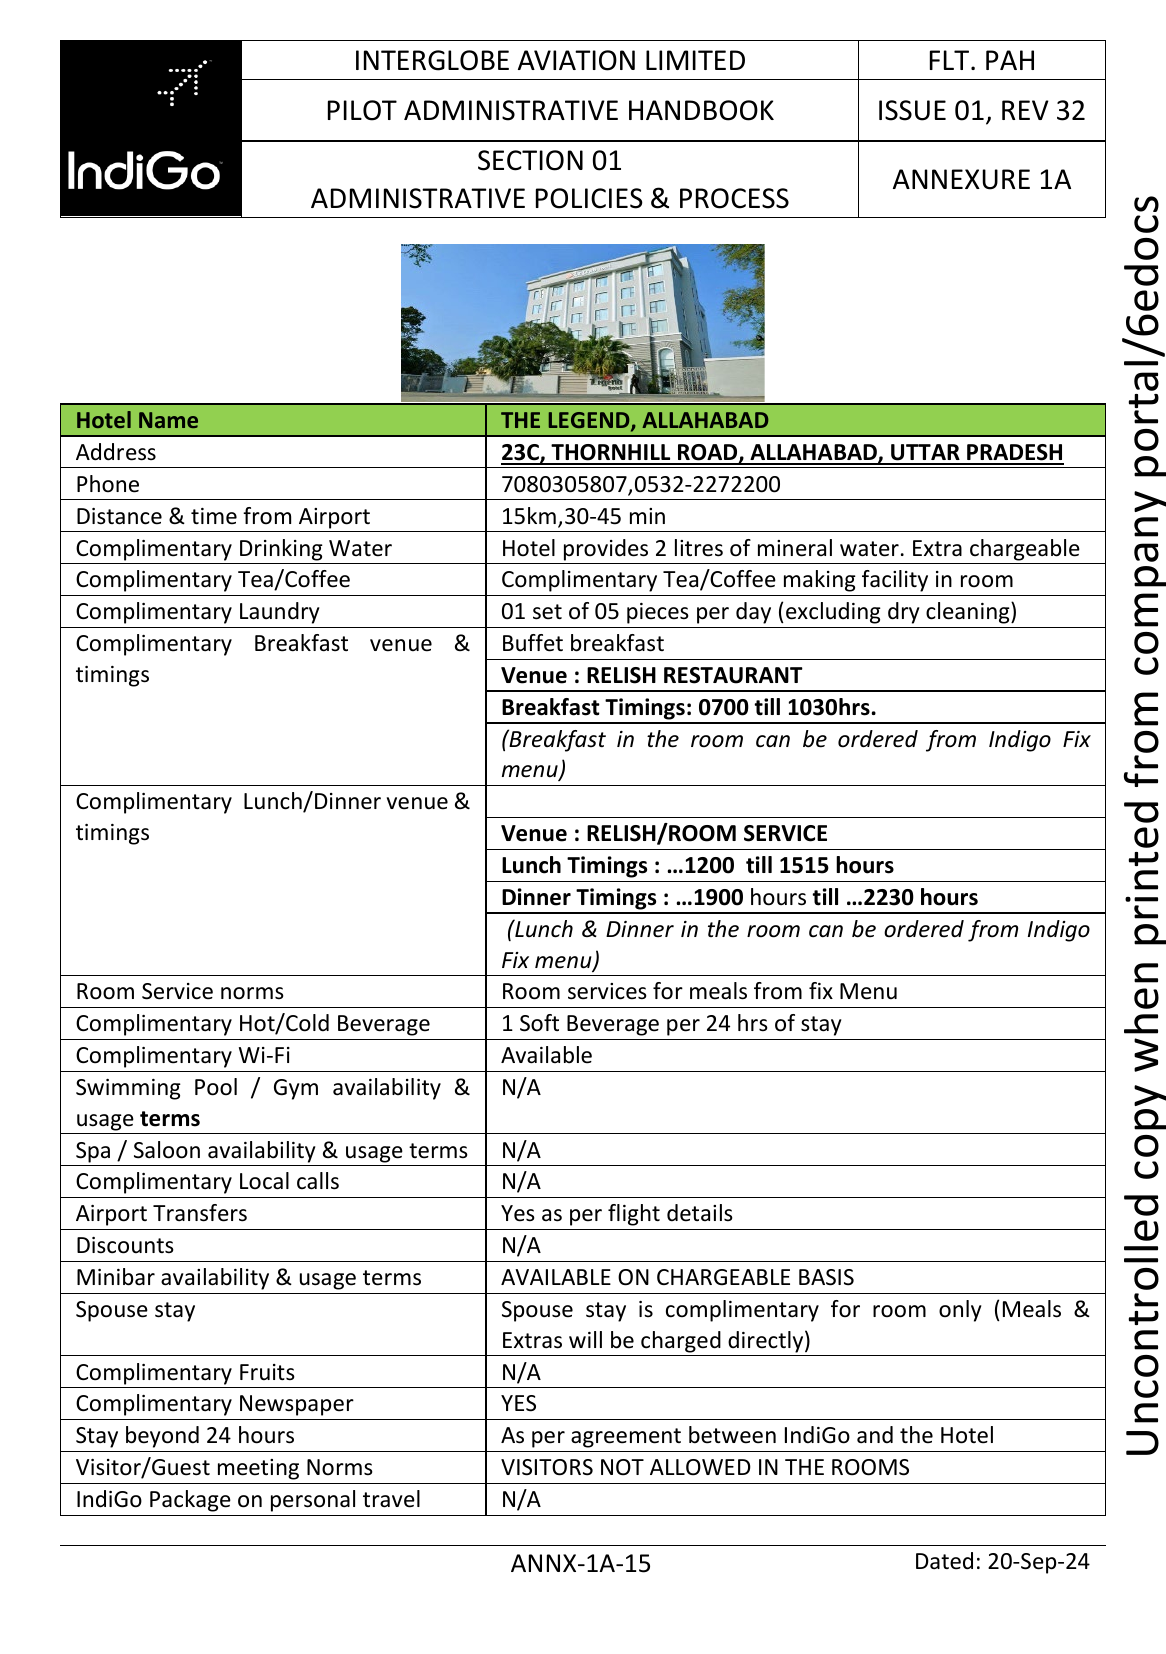 IndiGo
INTERGLOBE AVIATION LIMITED
FLT. PAH
PILOT ADMINISTRATIVE HANDBOOK
ISSUE 01, REV 32
SECTION 01
ADMINISTRATIVE POLICIES & PROCESS
ANNEXURE 1A
Hotel Name
THE LEGEND, ALLAHABAD
Address
23C, THORNHILL ROAD, ALLAHABAD, UTTAR PRADESH
Phone
7080305807,0532-2272200
Distance & time from Airport
15km,30-45 min
Complimentary Drinking Water
Hotel provides 2 litres of mineral water. Extra chargeable
Complimentary Tea/Coffee
Complimentary Tea/Coffee making facility in room
Complimentary Laundry
01 set of 05 pieces per day (excluding dry cleaning)
Complimentary Breakfast venue &
timings
Buffet breakfast
Venue : RELISH RESTAURANT
Breakfast Timings: 0700 till 1030hrs.
(Breakfast in the room can be ordered from Indigo Fix
menu)
Complimentary Lunch/Dinner venue &
timings
Venue : RELISH/ROOM SERVICE
Lunch Timings : …1200 till 1515 hours
Dinner Timings : …1900 hours till …2230 hours
(Lunch & Dinner in the room can be ordered from Indigo
Fix menu)
Room Service norms
Room services for meals from fix Menu
Complimentary Hot/Cold Beverage
1 Soft Beverage per 24 hrs of stay
Complimentary Wi-Fi
Available
Swimming Pool / Gym availability &
usage terms
N/A
Spa / Saloon availability & usage terms
N/A
Complimentary Local calls
N/A
Airport Transfers
Yes as per flight details
Discounts
N/A
Minibar availability & usage terms
AVAILABLE ON CHARGEABLE BASIS
Spouse stay
Spouse stay is complimentary for room only (Meals &
Extras will be charged directly)
Complimentary Fruits
N/A
Complimentary Newspaper
YES
Stay beyond 24 hours
As per agreement between IndiGo and the Hotel
Visitor/Guest meeting Norms
VISITORS NOT ALLOWED IN THE ROOMS
IndiGo Package on personal travel
N/A
ANNX-1A-15
Dated: 20-Sep-24
Uncontrolled copy when printed from company portal/6edocs